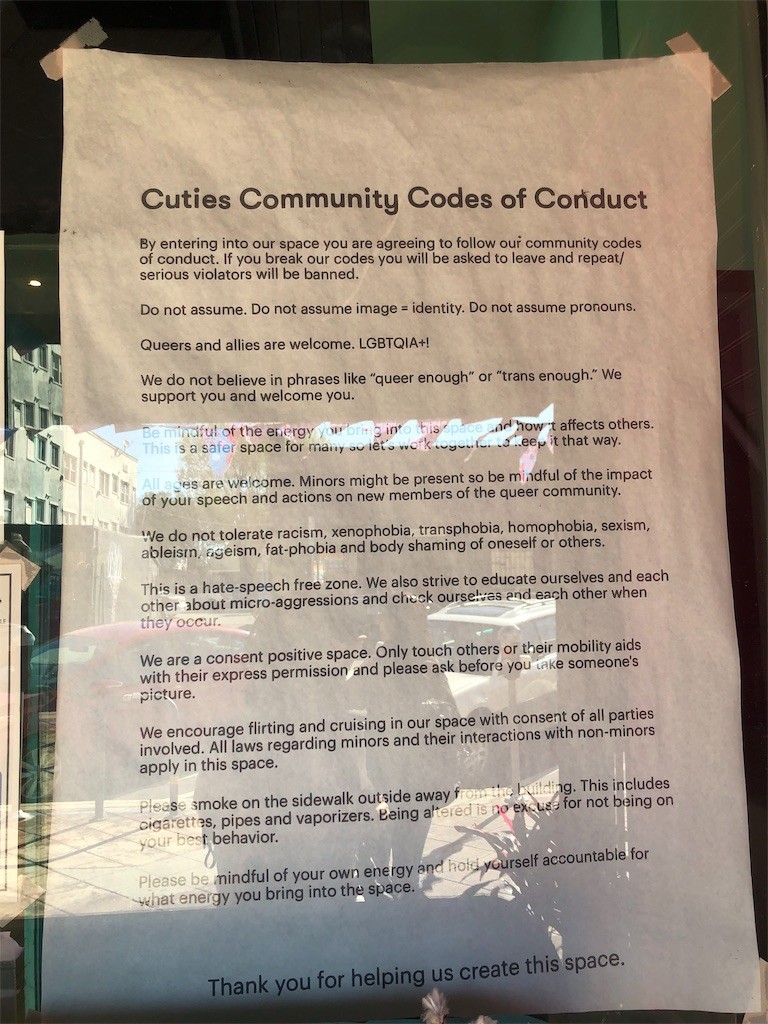 Cuties Community Codes of Conduct
By entering into our space you are agreeing to follow our community codes
of conduct. If you break our codes you will be asked to leave and repeat/
serious violators will be banned.
Do not assume. Do not assume image = identity. Do not assume pronouns.
Queers and allies are welcome. LGBTQIA+!
We do not believe in phrases like “queer enough” or “trans enough.” We
support you and welcome you.
Be mindful of the energy you bring into this space and how it affects others.
This is a safer space for many so let's work together to keep it that way.
All ages are welcome. Minors might be present so be mindful of the impact
of your speech and actions on new members of the queer community.
We do not tolerate racism, xenophobia, transphobia, homophobia, sexism,
ableism, ageism, fat-phobia and body shaming of oneself or others.
This is a hate-speech free zone. We also strive to educate ourselves and each
other about micro-aggressions and check ourselves and each other when
they occur.
We are a consent positive space. Only touch others or their mobility aids
with their express permission and please ask before you take someone's
picture.
We encourage flirting and cruising in our space with consent of all parties
involved. All laws regarding minors and their interactions with non-minors
apply in this space.
Please smoke on the sidewalk outside away from the building. This includes
cigarettes, pipes and vaporizers. Being altered is no excuse for not being on
your best behavior.
Please be mindful of your own energy and hold yourself accountable for
what energy you bring into the space.
Thank you for helping us create this space.